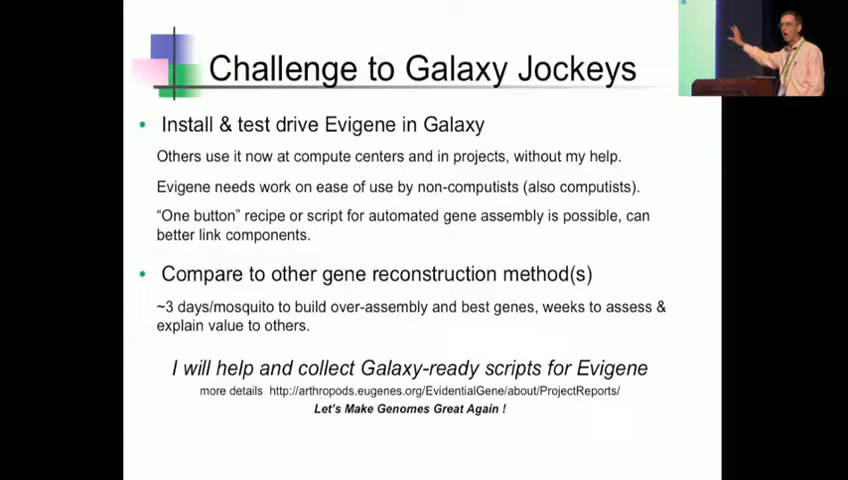 Challenge to Galaxy Jockeys
• Install & test drive Evigene in Galaxy
Others use it now at compute centers and in projects, without my help.
Evigene needs work on ease of use by non-computists (also computists).
“One button” recipe or script for automated gene assembly is possible, can
better link components.
• Compare to other gene reconstruction method(s)
~3 days/mosquito to build over-assembly and best genes, weeks to assess &
explain value to others.
I will help and collect Galaxy-ready scripts for Evigene
more details http://arthropods.eugenes.org/EvidentialGene/about/ProjectReports/
Let's Make Genomes Great Again !